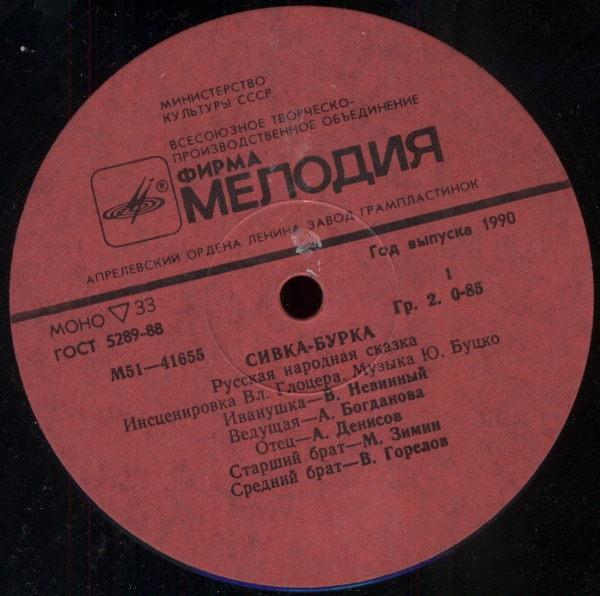 МИНИСТЕРСТВО
КУЛЬТУРЫ СССР
ВСЕСОЮЗНОЕ ТВОРЧЕСКО-
ПРОИЗВОДСТВЕННОЕ ОБЪЕДИНЕНИЕ
ФИРМА
®
МЕЛОДИЯ
АПРЕЛЕВСКИЙ ОРДЕНА ЛЕНИНА ЗАВОД ГРАМПЛАСТИНОК
Год выпуска 1990
МОНО ▽ 33
ГОСТ 5289-88
1
Гр. 2. 0-85
М51—41655
СИВКА-БУРКА
Русская народная сказка
Инсценировка Вл. Глоцера. Музыка Ю. Буцко
Иванушка—В. Невинный
Ведущая—А. Богданова
Отец—А. Денисов
Старший брат—М. Зимин
Средний брат—В. Горелов